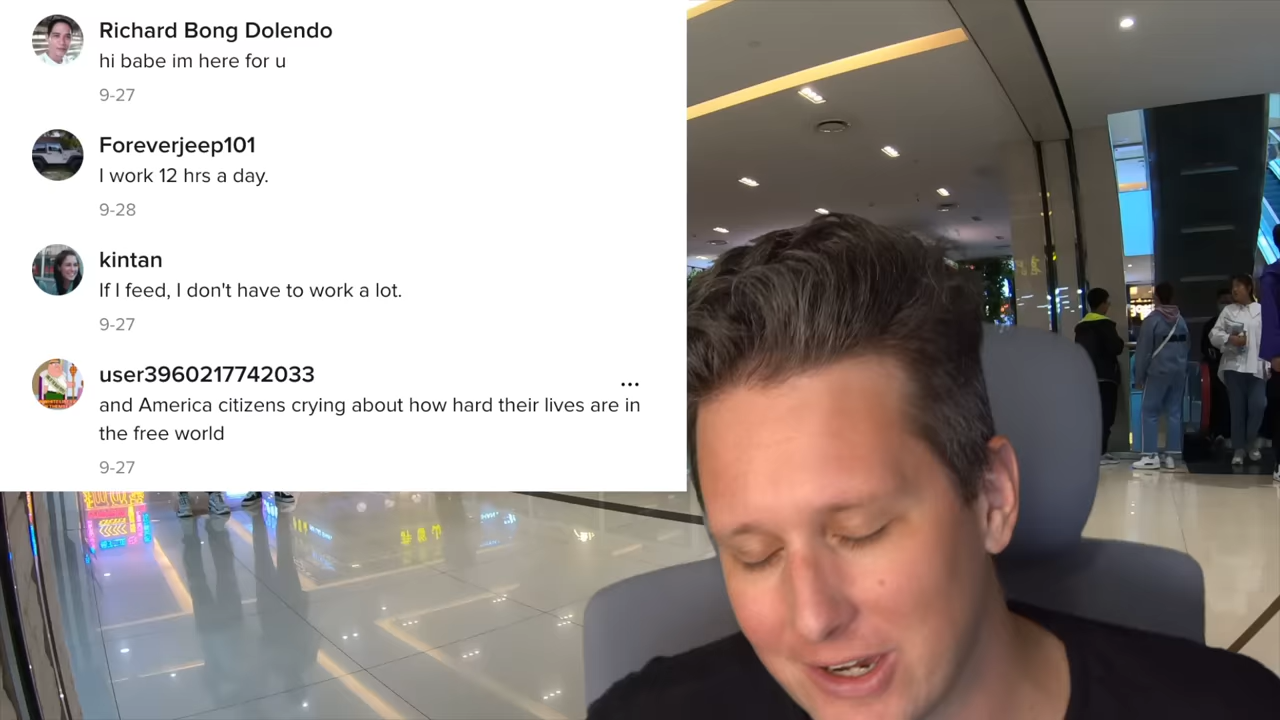 Richard Bong Dolendo
hi babe im here for u
9-27
Foreverjeep101
I work 12 hrs a day.
9-28
kintan
If I feed, I don't have to work a lot.
9-27
user3960217742033
and America citizens crying about how hard their lives are in
the free world
9-27